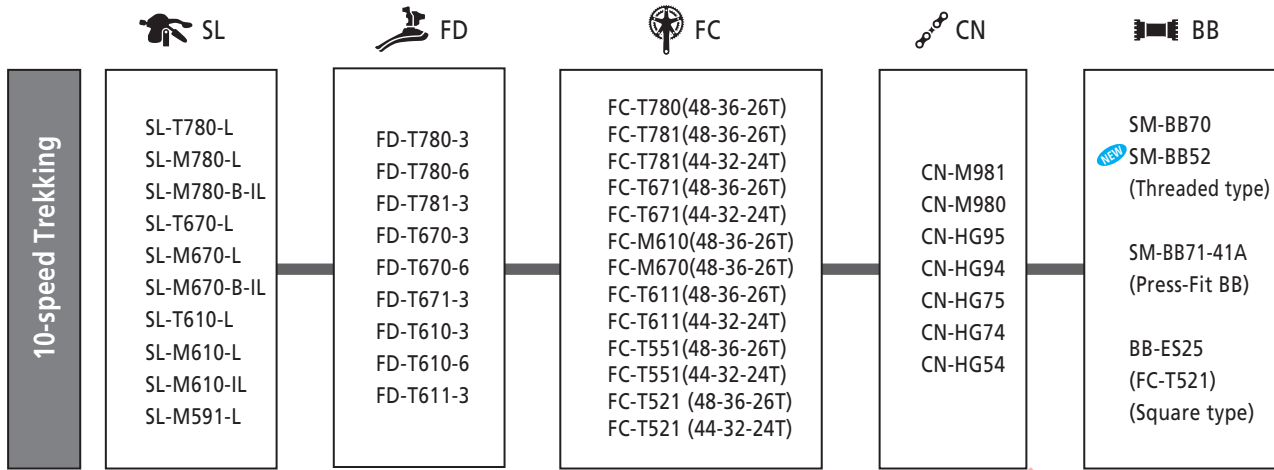 SL
FD
FC
CN
BB
10-speed Trekking
SL-T780-L
SL-M780-L
SL-M780-B-IL
SL-T670-L
SL-M670-L
SL-M670-B-IL
SL-T610-L
SL-M610-L
SL-M610-IL
SL-M591-L
FD-T780-3
FD-T780-6
FD-T781-3
FD-T670-3
FD-T670-6
FD-T671-3
FD-T610-3
FD-T610-6
FD-T611-3
FC-T780(48-36-26T)
FC-T781(48-36-26T)
FC-T781(44-32-24T)
FC-T671(48-36-26T)
FC-T671(44-32-24T)
FC-M610(48-36-26T)
FC-M670(48-36-26T)
FC-T611(48-36-26T)
FC-T611(44-32-24T)
FC-T551(48-36-26T)
FC-T551(44-32-24T)
FC-T521 (48-36-26T)
FC-T521 (44-32-24T)
CN-M981
CN-M980
CN-HG95
CN-HG94
CN-HG75
CN-HG74
CN-HG54
SM-BB70
NEW SM-BB52
(Threaded type)
SM-BB71-41A
(Press-Fit BB)
BB-ES25
(FC-T521)
(Square type)